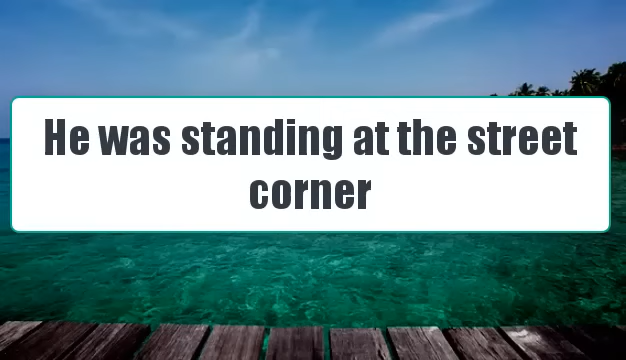 He was standing at the street
corner